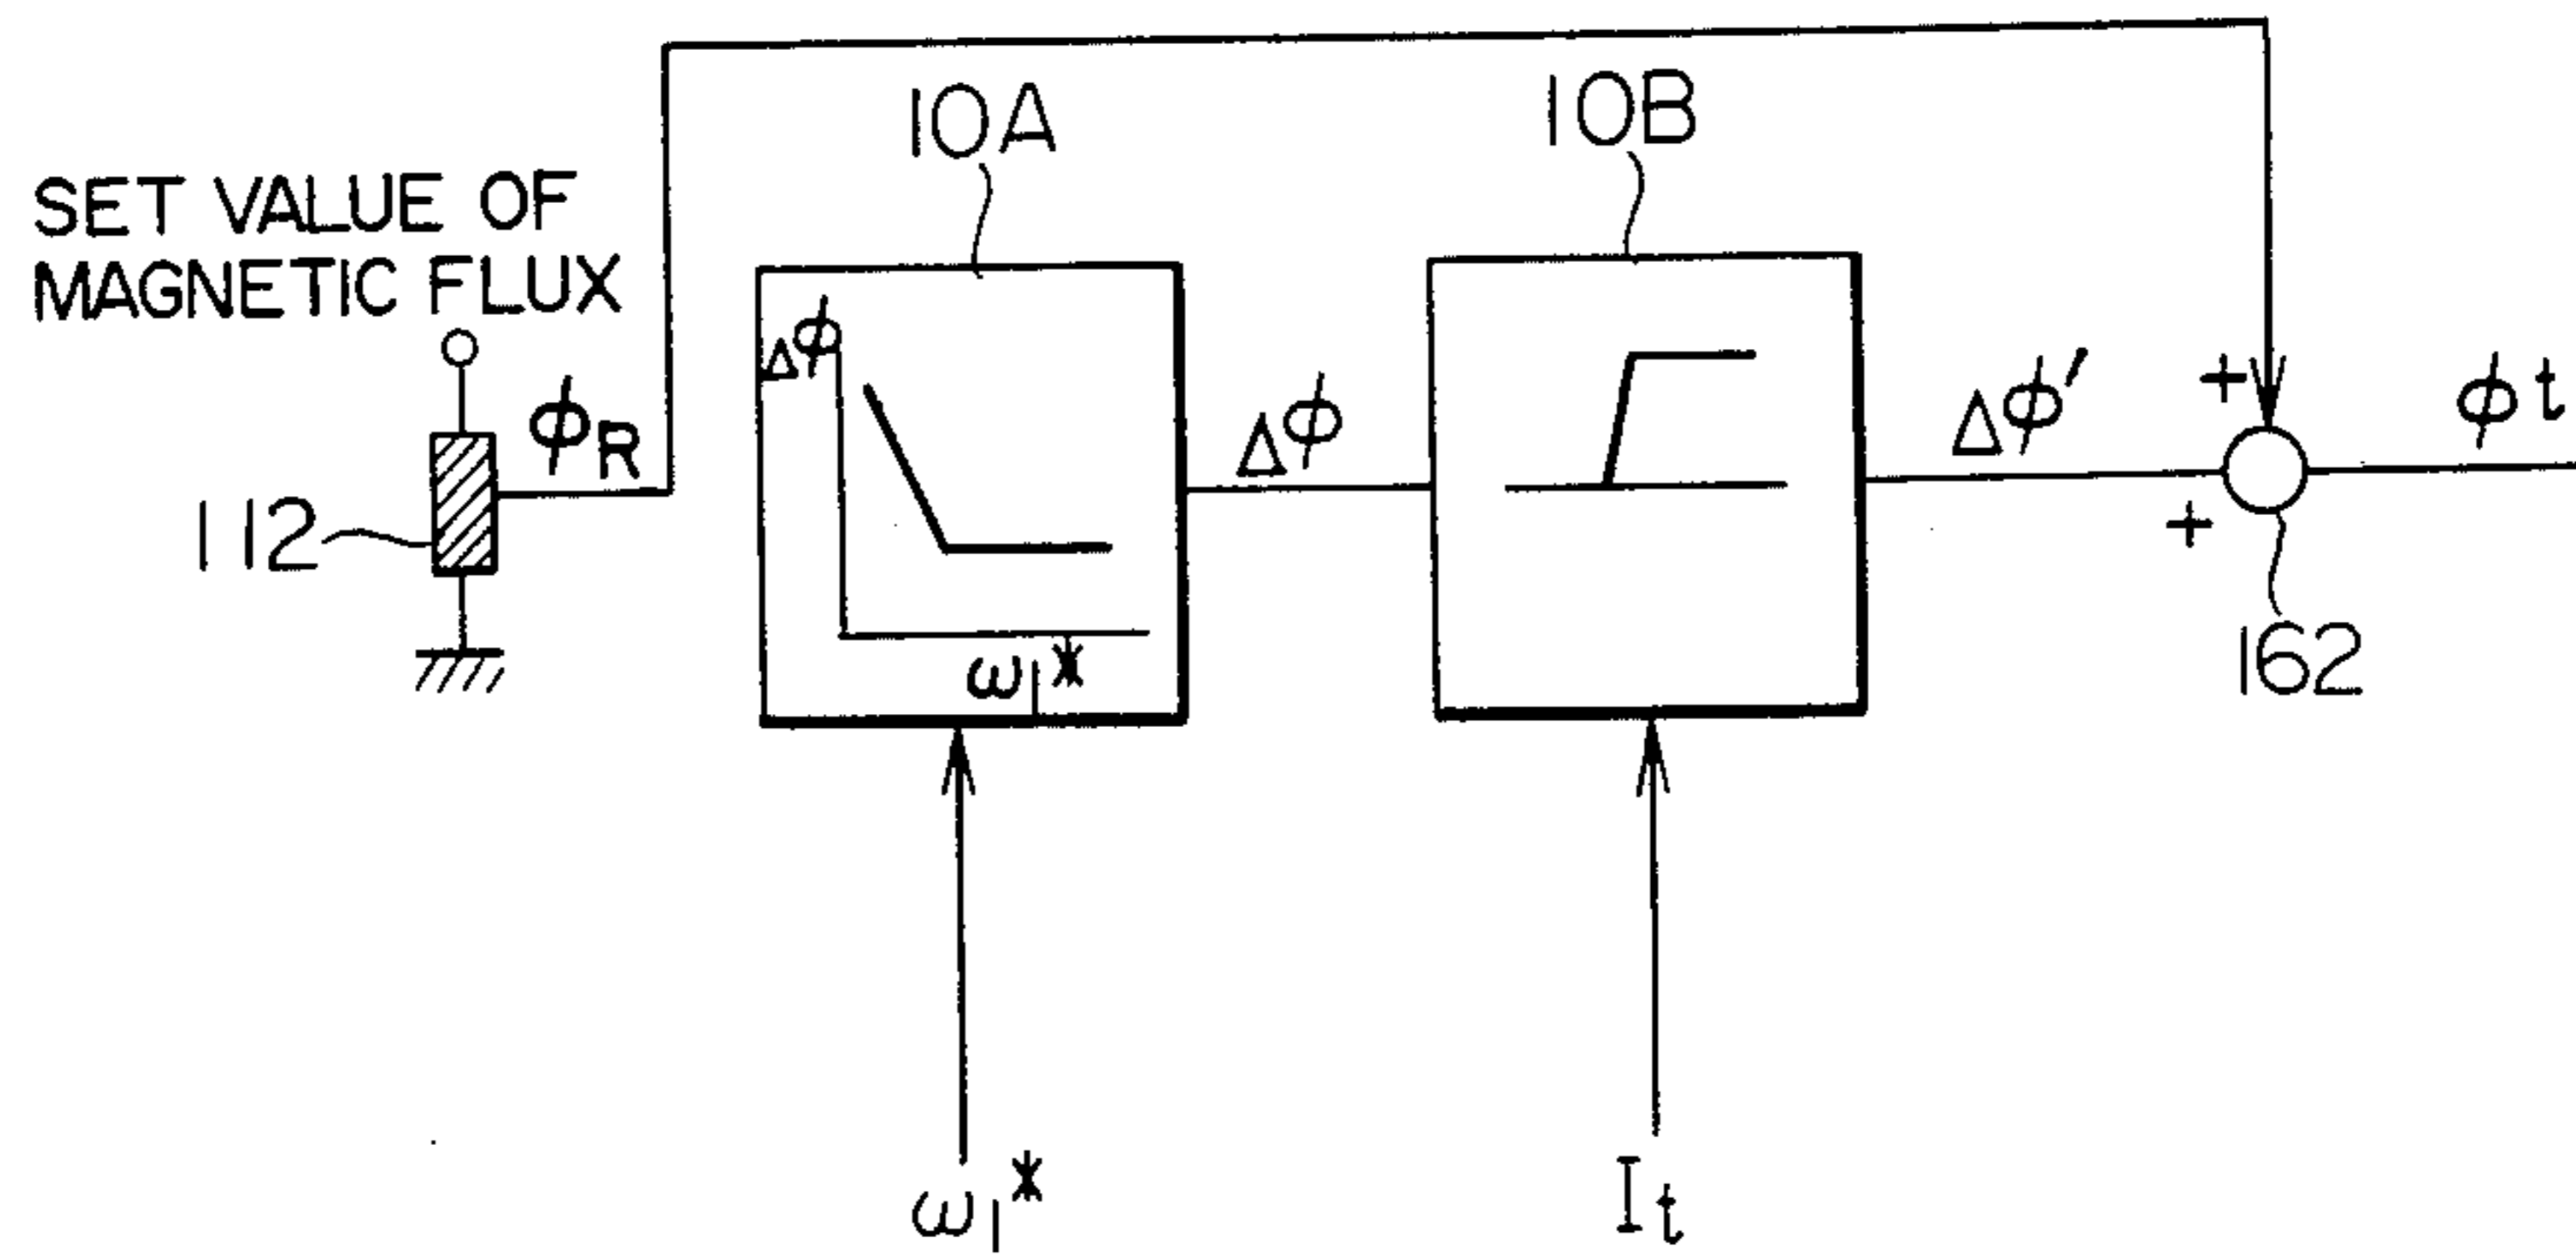 10A
10B
SET VALUE OF
MAGNETIC FLUX
Δϕ
ϕR
Δϕ
Δϕ′
+
ϕt
112
+
ω1*
162
ω1*
It